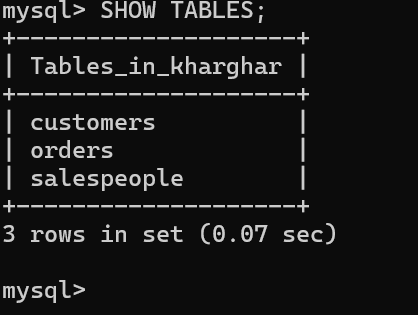 mysql> SHOW TABLES;
+--------------------+
| Tables_in_kharghar |
+--------------------+
| customers          |
| orders             |
| salespeople        |
+--------------------+
3 rows in set (0.07 sec)
mysql>